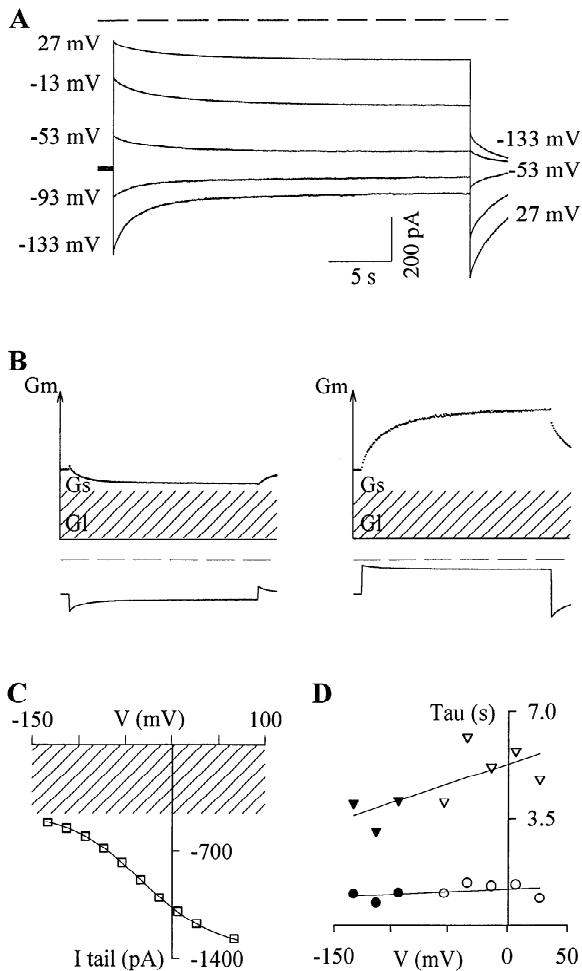 A
27 mV
-13 mV
-53 mV
-93 mV
-133 mV
-133 mV
-53 mV
27 mV
5 s
200 pA
B
Gm
Gs
Gl
Gm
Gs
Gl
C
-150 V (mV) 100
-700
I tail (pA) -1400
D
Tau (s) 7.0
3.5
-150 V (mV) 0 50